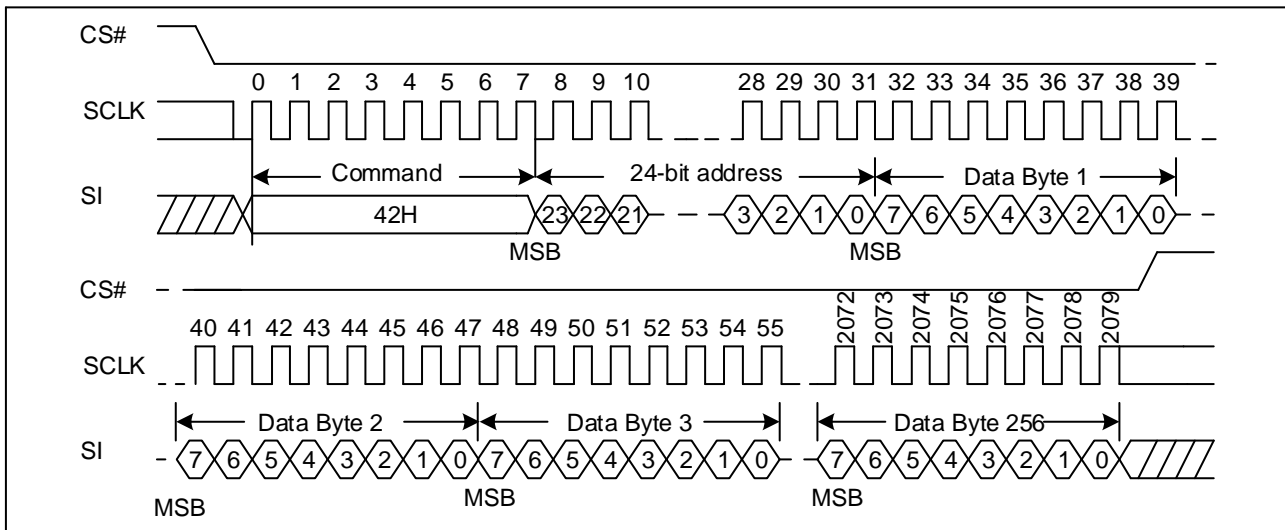 CS#
0 1 2 3 4 5 6 7 8 9 10 28 29 30 31 32 33 34 35 36 37 38 39
SCLK
Command 24-bit address Data Byte 1
SI
42H 23 22 21 3 2 1 0 7 6 5 4 3 2 1 0
MSB MSB
CS#
40 41 42 43 44 45 46 47 48 49 50 51 52 53 54 55 2072 2073 2074 2075 2076 2077 2078 2079
SCLK
Data Byte 2 Data Byte 3 Data Byte 256
SI
7 6 5 4 3 2 1 0 7 6 5 4 3 2 1 0 7 6 5 4 3 2 1 0
MSB MSB MSB